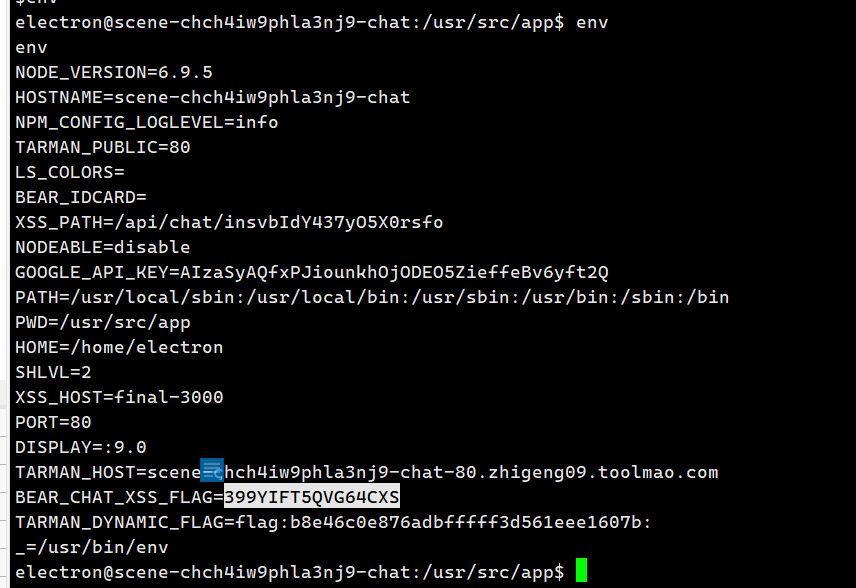 $env
electron@scene-chch4iw9phla3nj9-chat:/usr/src/app$ env
env
NODE_VERSION=6.9.5
HOSTNAME=scene-chch4iw9phla3nj9-chat
NPM_CONFIG_LOGLEVEL=info
TARMAN_PUBLIC=80
LS_COLORS=
BEAR_IDCARD=
XSS_PATH=/api/chat/insvbIdY437yO5X0rsfo
NODEABLE=disable
GOOGLE_API_KEY=AIzaSyAQfxPJiounkhOjODEO5ZieffeBv6yft2Q
PATH=/usr/local/sbin:/usr/local/bin:/usr/sbin:/usr/bin:/sbin:/bin
PWD=/usr/src/app
HOME=/home/electron
SHLVL=2
XSS_HOST=final-3000
PORT=80
DISPLAY=:9.0
TARMAN_HOST=scene-chch4iw9phla3nj9-chat-80.zhigeng09.toolmao.com
BEAR_CHAT_XSS_FLAG=399YIFT5QVG64CXS
TARMAN_DYNAMIC_FLAG=flag:b8e46c0e876adbfffff3d561eee1607b:
_=/usr/bin/env
electron@scene-chch4iw9phla3nj9-chat:/usr/src/app$